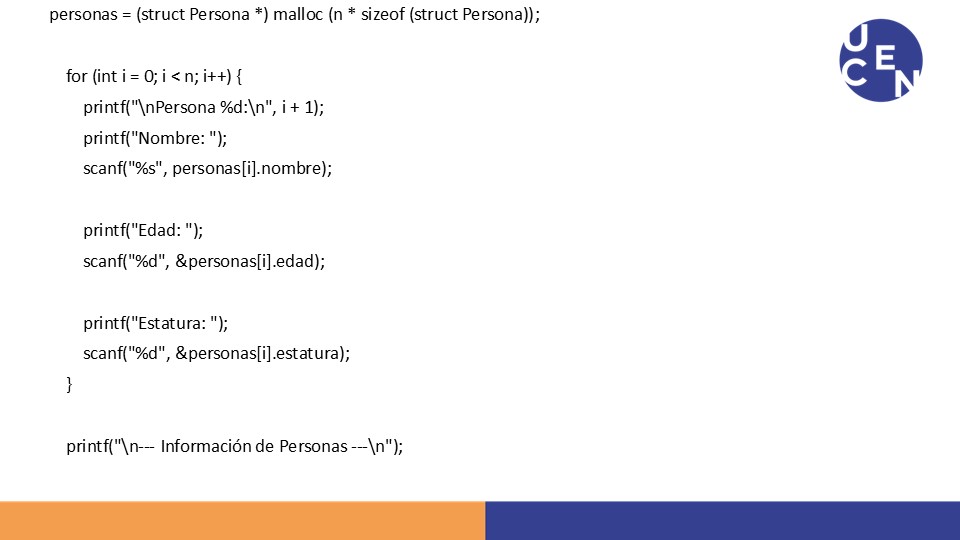 personas = (struct Persona *) malloc (n * sizeof (struct Persona));
for (int i = 0; i < n; i++) {
printf("\nPersona %d:\n", i + 1);
printf("Nombre: ");
scanf("%s", personas[i].nombre);
printf("Edad: ");
scanf("%d", &personas[i].edad);
printf("Estatura: ");
scanf("%d", &personas[i].estatura);
}
printf("\n--- Información de Personas ---\n");
U
C E
N